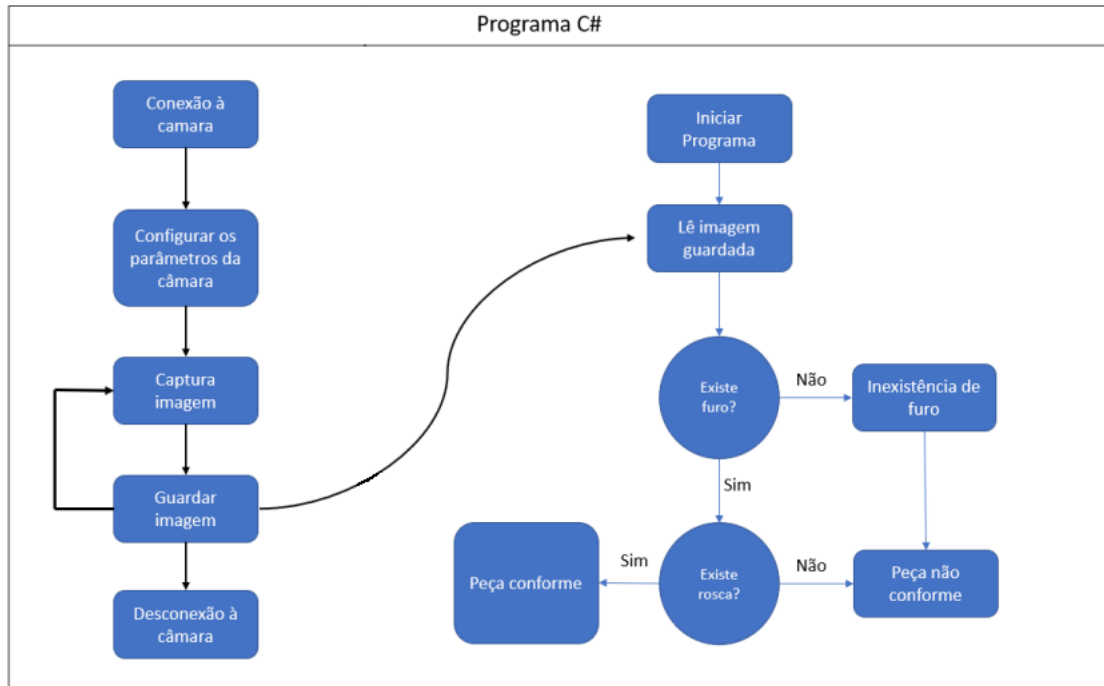 Programa C#
Conexão à
camara
Configurar os
parâmetros da
câmara
Captura
imagem
Guardar
imagem
Desconexão à
câmara
Iniciar
Programa
Lê imagem
guardada
Existe
furo?
Não
Inexistência de
furo
Sim
Existe
rosca?
Sim
Peça conforme
Não
Peça não
conforme